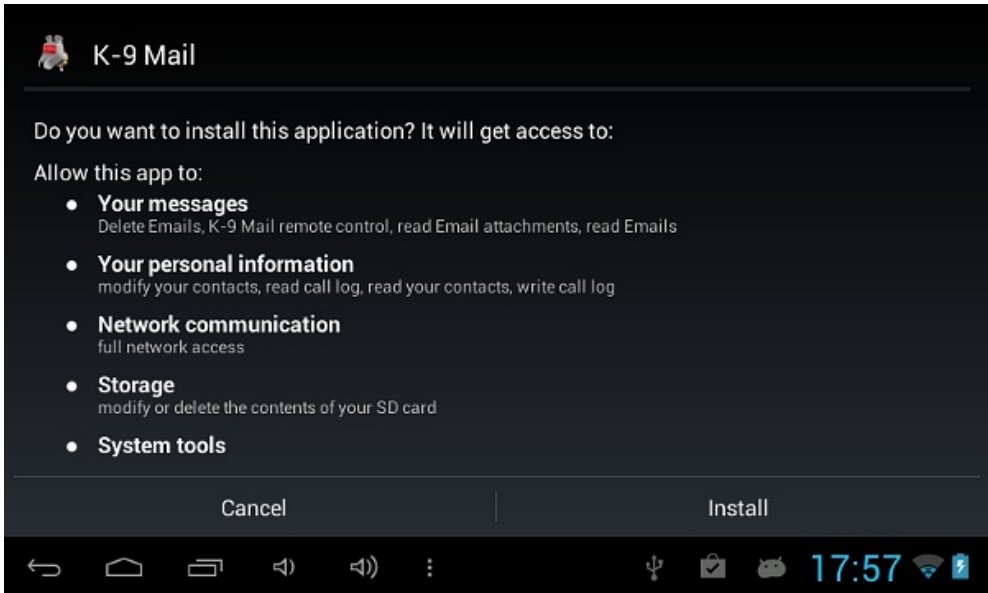 K-9 Mail
Do you want to install this application? It will get access to:
Allow this app to:
Your messages
Delete Emails, K-9 Mail remote control, read Email attachments, read Emails
Your personal information
modify your contacts, read call log, read your contacts, write call log
Network communication
full network access
Storage
modify or delete the contents of your SD card
System tools
Cancel
Install
17:57